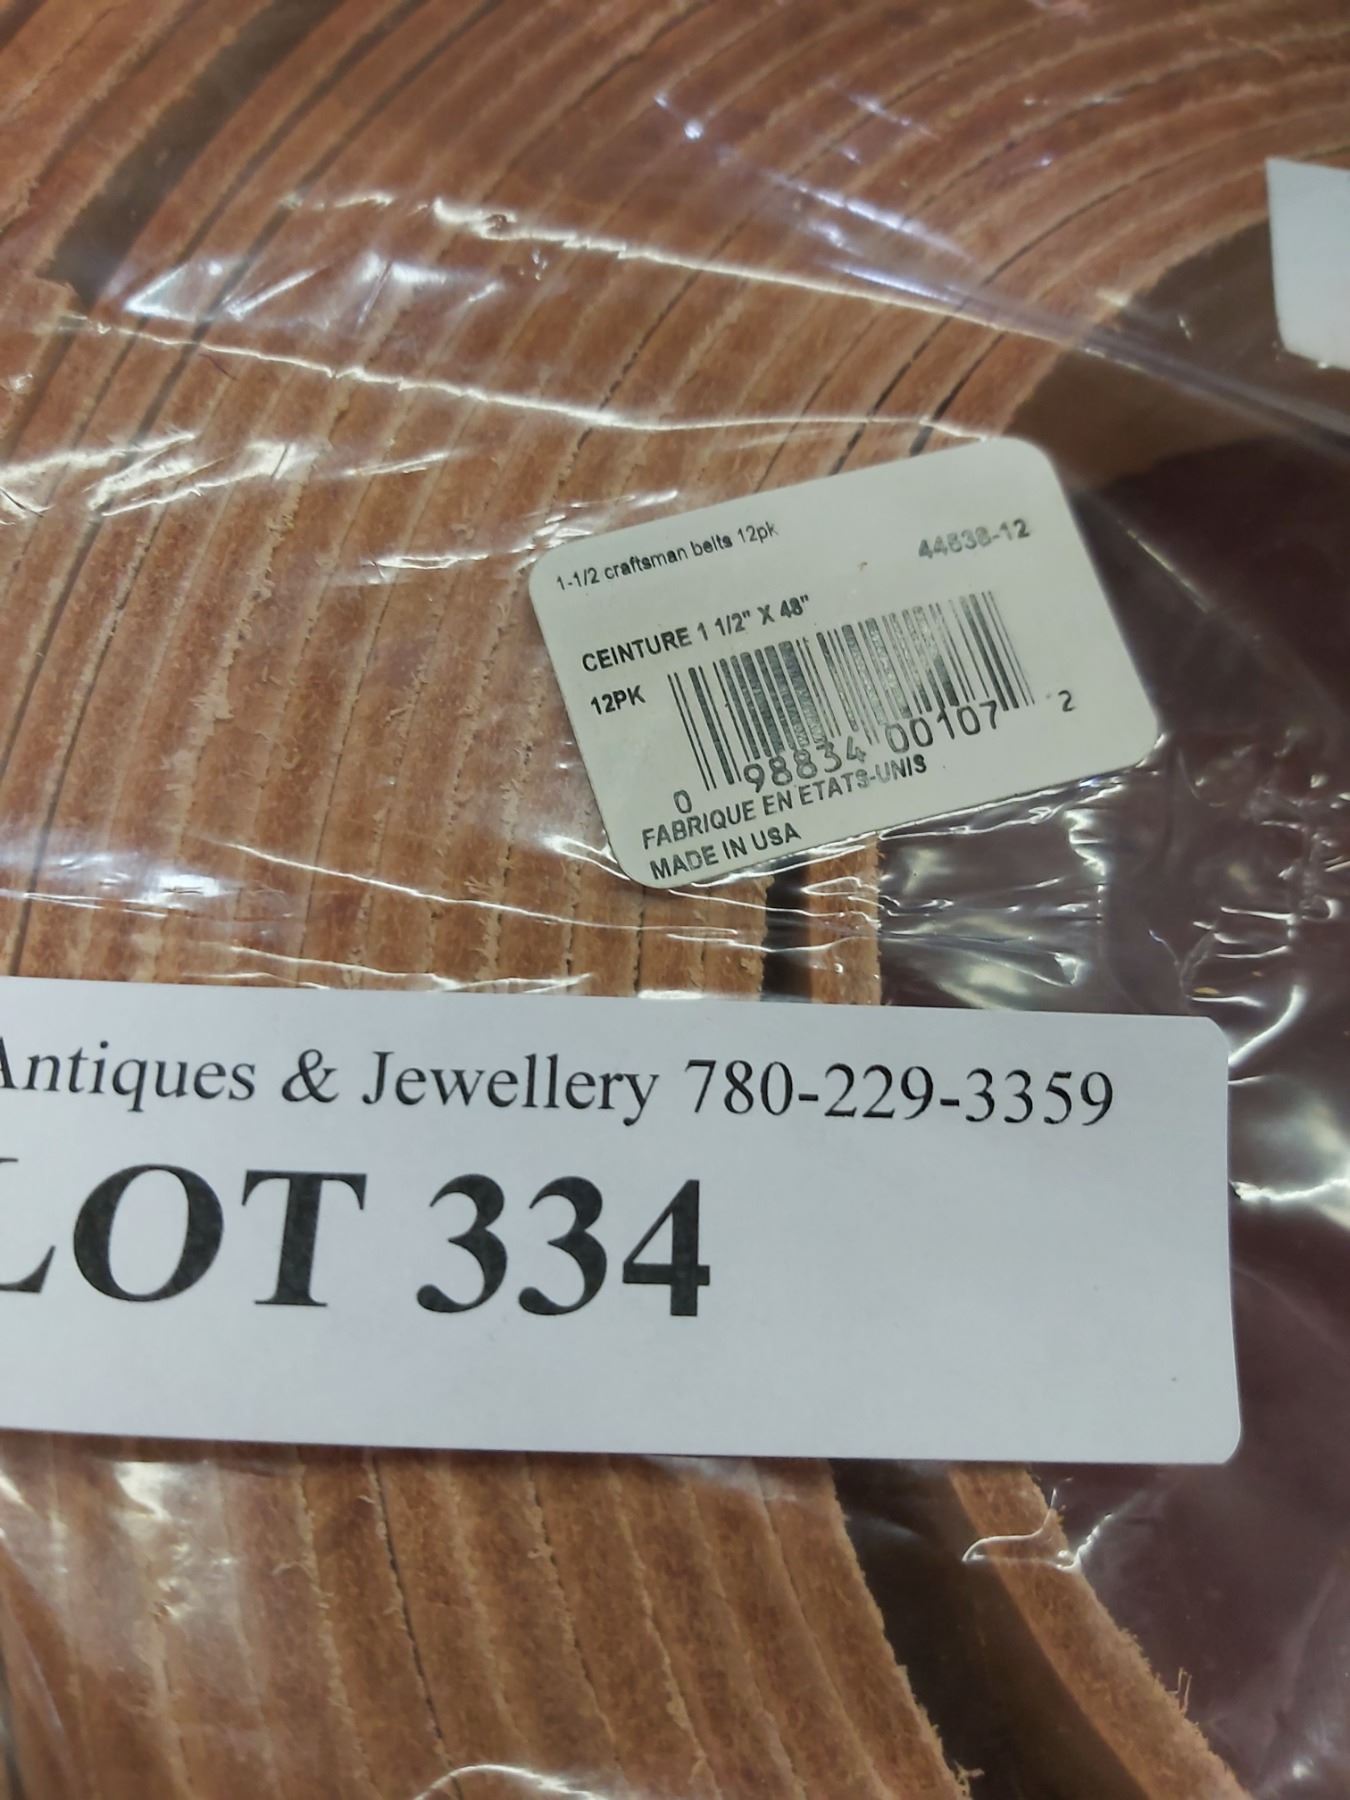 1-1/2 craftsman belts 12pk
44538-12
CEINTURE 1 1/2" X 48"
12PK
0 98834 00107 2
FABRIQUE EN ETATS-UNIS
MADE IN USA
Antiques & Jewellery 780-229-3359
LOT 334